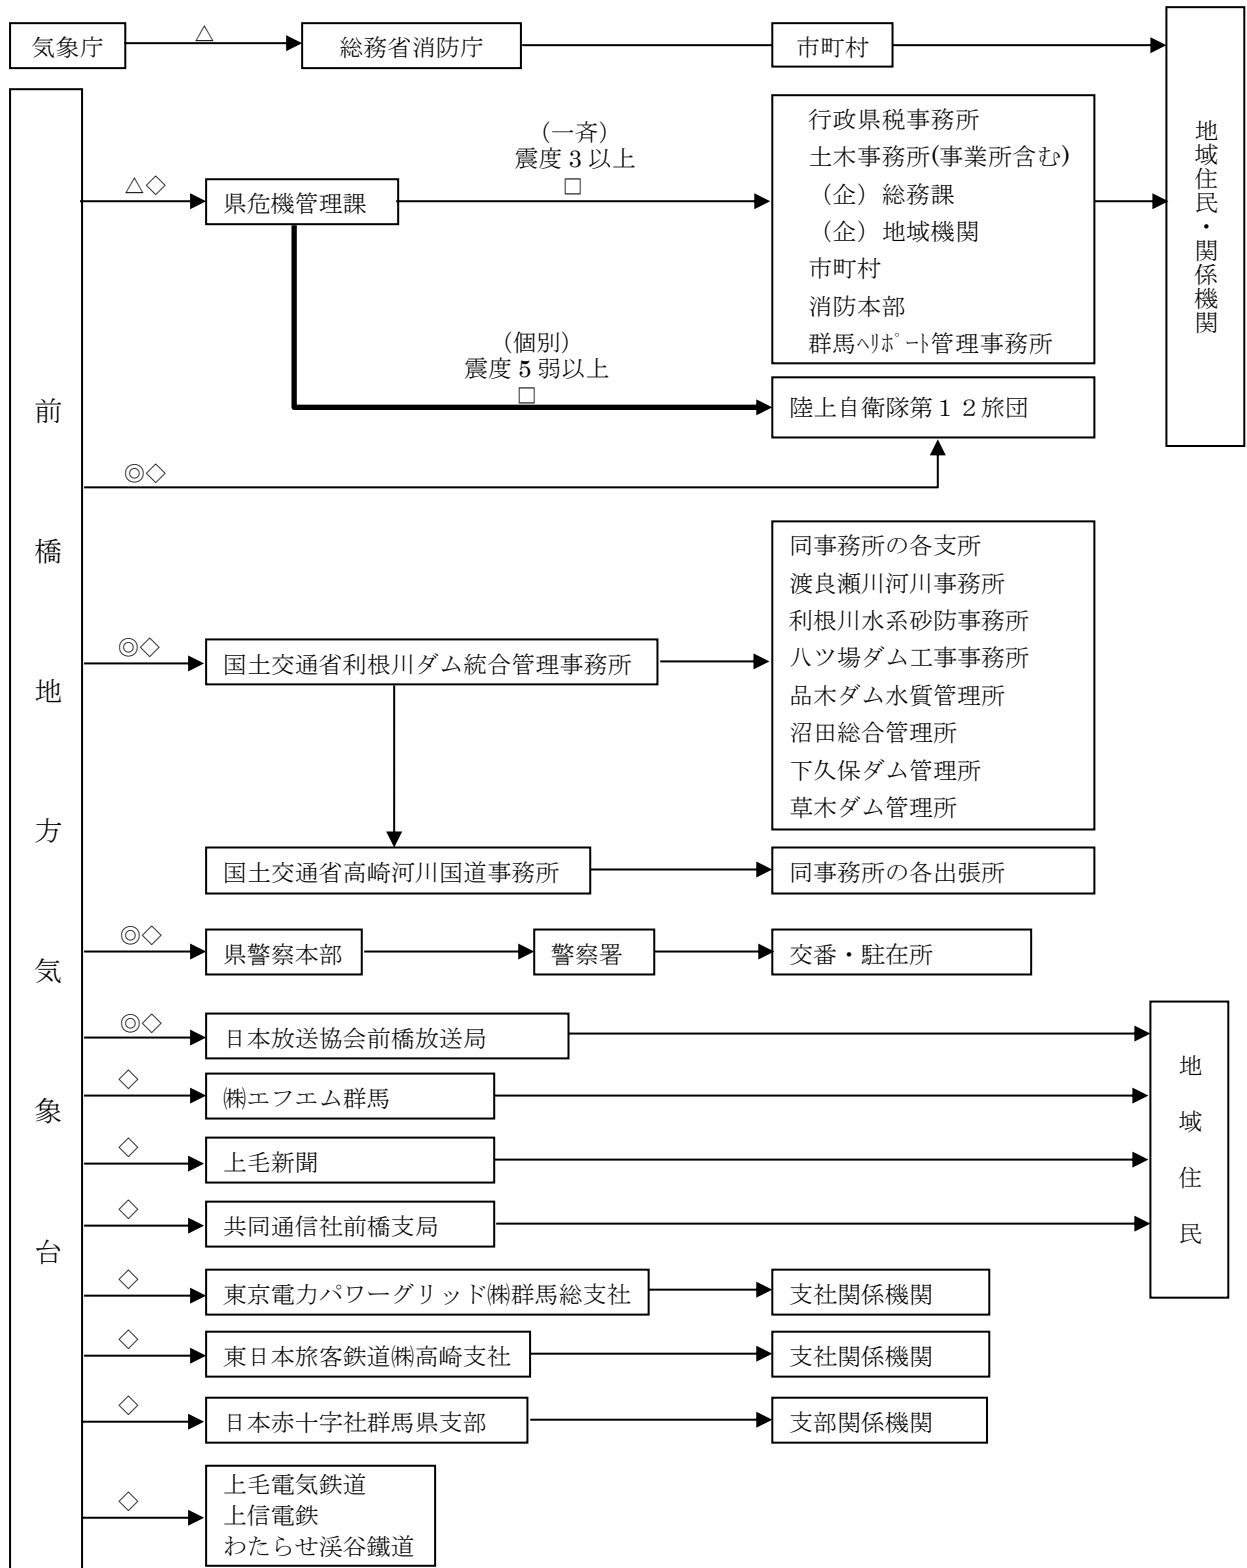 気象庁
△
総務省消防庁
市町村
地域住民・関係機関
前橋地方気象台
△◇
県危機管理課
(一斉)
震度3以上
□
行政県税事務所
土木事務所(事業所含む)
（企）総務課
（企）地域機関
市町村
消防本部
群馬ﾍﾘﾎﾟｰﾄ管理事務所
(個別)
震度5弱以上
□
陸上自衛隊第１２旅団
◎◇
◎◇
国土交通省利根川ダム統合管理事務所
同事務所の各支所
渡良瀬川河川事務所
利根川水系砂防事務所
八ツ場ダム工事事務所
品木ダム水質管理所
沼田総合管理所
下久保ダム管理所
草木ダム管理所
国土交通省高崎河川国道事務所
同事務所の各出張所
◎◇
県警察本部
警察署
交番・駐在所
◎◇
日本放送協会前橋放送局
地域住民
◇
㈱エフエム群馬
◇
上毛新聞
◇
共同通信社前橋支局
◇
東京電力パワーグリッド㈱群馬総支社
支社関係機関
◇
東日本旅客鉄道㈱高崎支社
支社関係機関
◇
日本赤十字社群馬県支部
支部関係機関
◇
上毛電気鉄道
上信電鉄
わたらせ渓谷鐵道